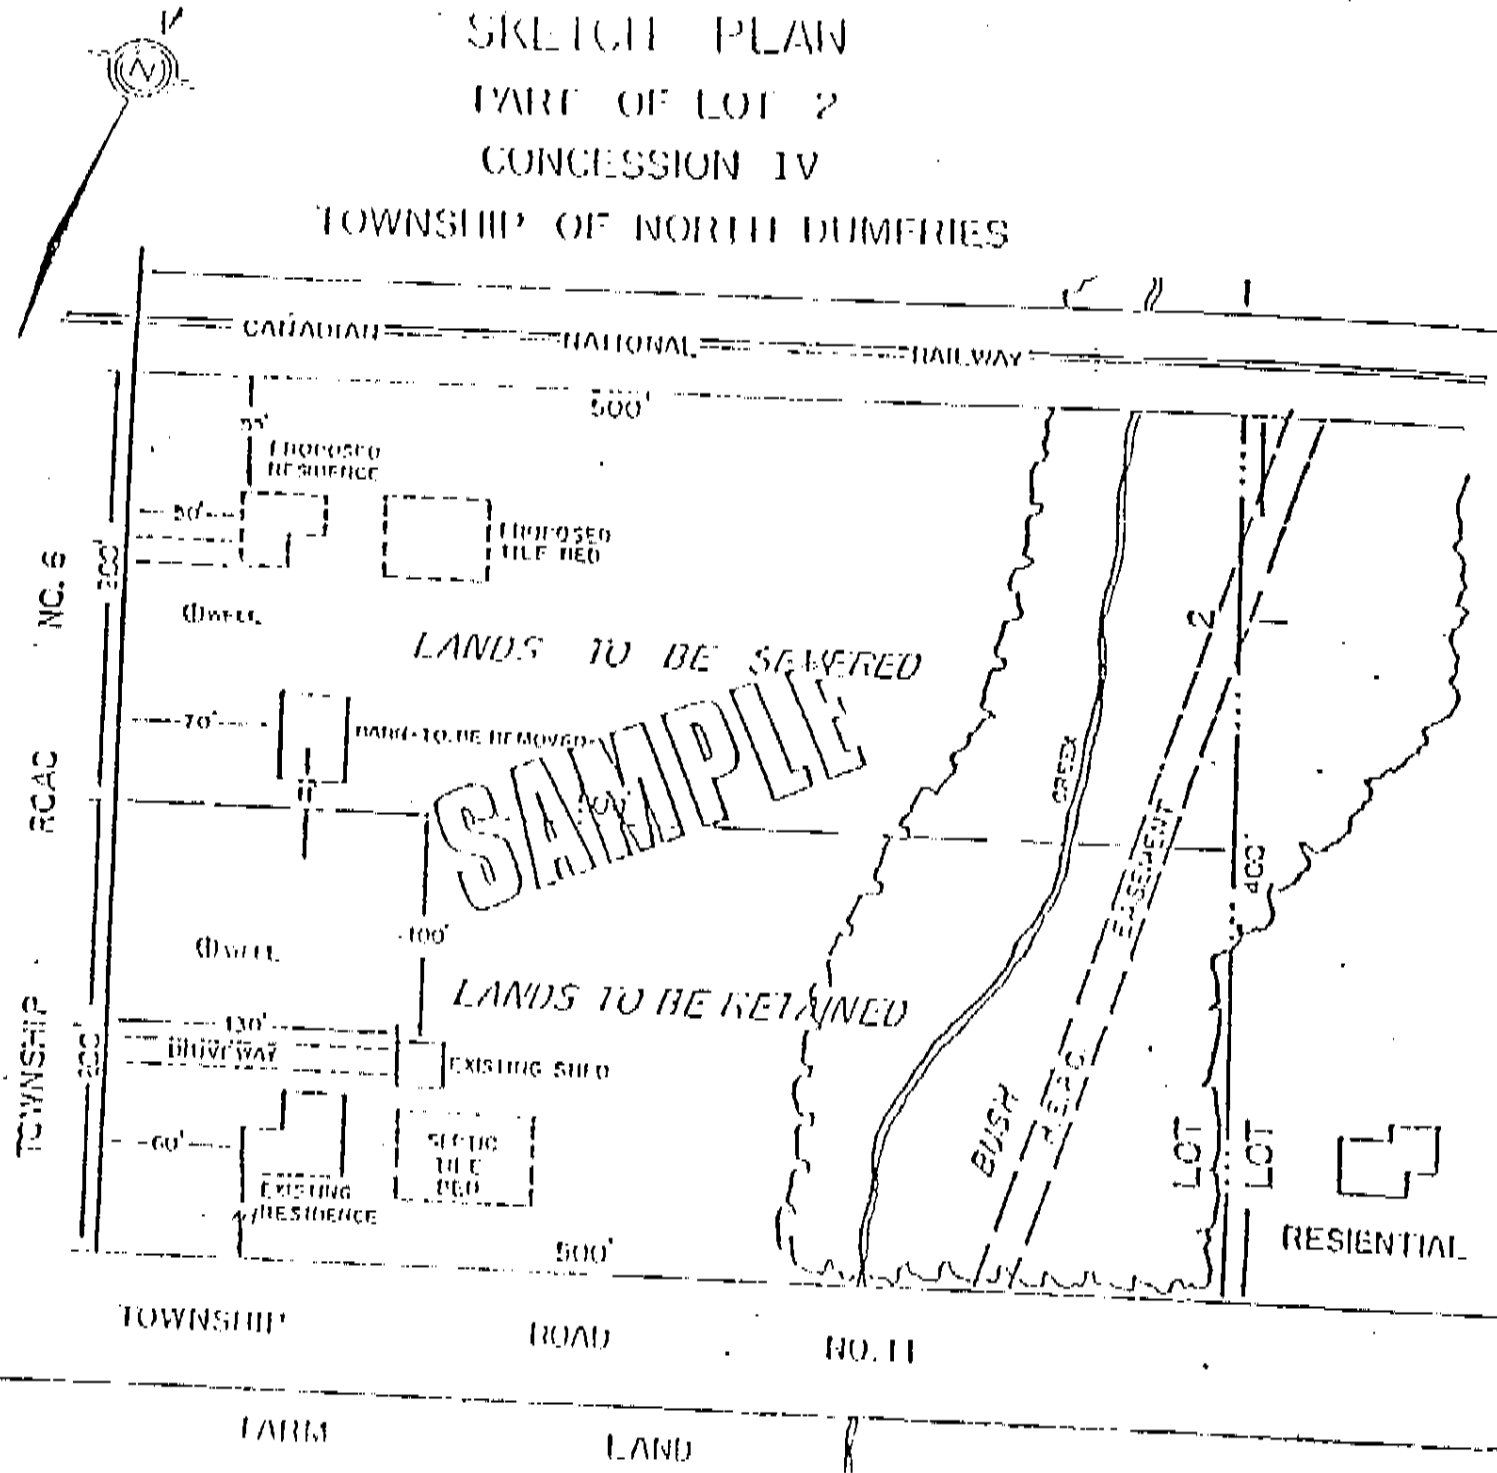 N
SKETCH PLAN
PART OF LOT 2
CONCESSION IV
TOWNSHIP OF NORTH DUMFRIES
CANADIAN NATIONAL RAILWAY
500'
PROPOSED
RESIDENCE
50'
PROPOSED
TILE BED
TOWNSHIP ROAD NO. 6
200'
WELL
LANDS TO BE SEVERED
2
1
70'
BARN-TO BE REMOVED
SAMPLE
CREEK
EASEMENT
400'
WELL
100'
LANDS TO BE RETAINED
130'
DRIVEWAY
EXISTING SHED
200'
60'
SEPTIC
TILE
BED
EXISTING
RESIDENCE
BUSH
H.E.P.C.
LOT
LOT
RESIENTIAL
500'
TOWNSHIP ROAD NO. 11
FARM LAND